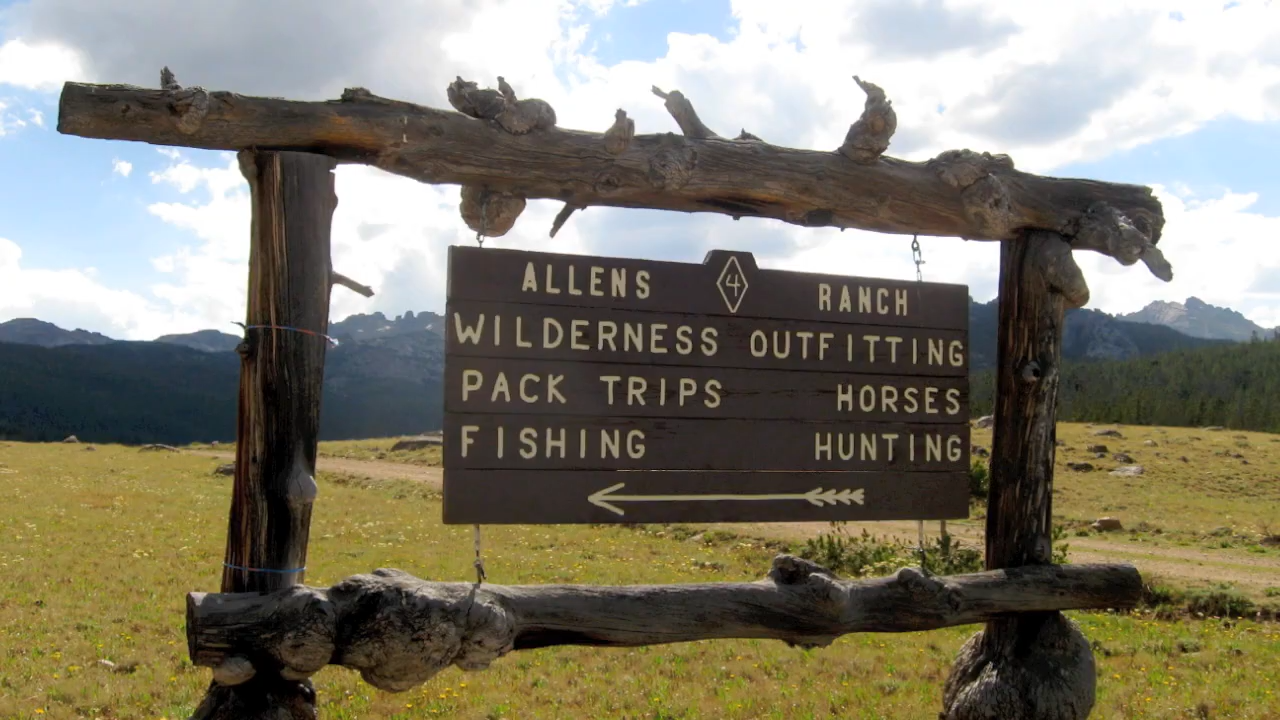 ALLENS 4 RANCH
WILDERNESS OUTFITTING
PACK TRIPS HORSES
FISHING HUNTING